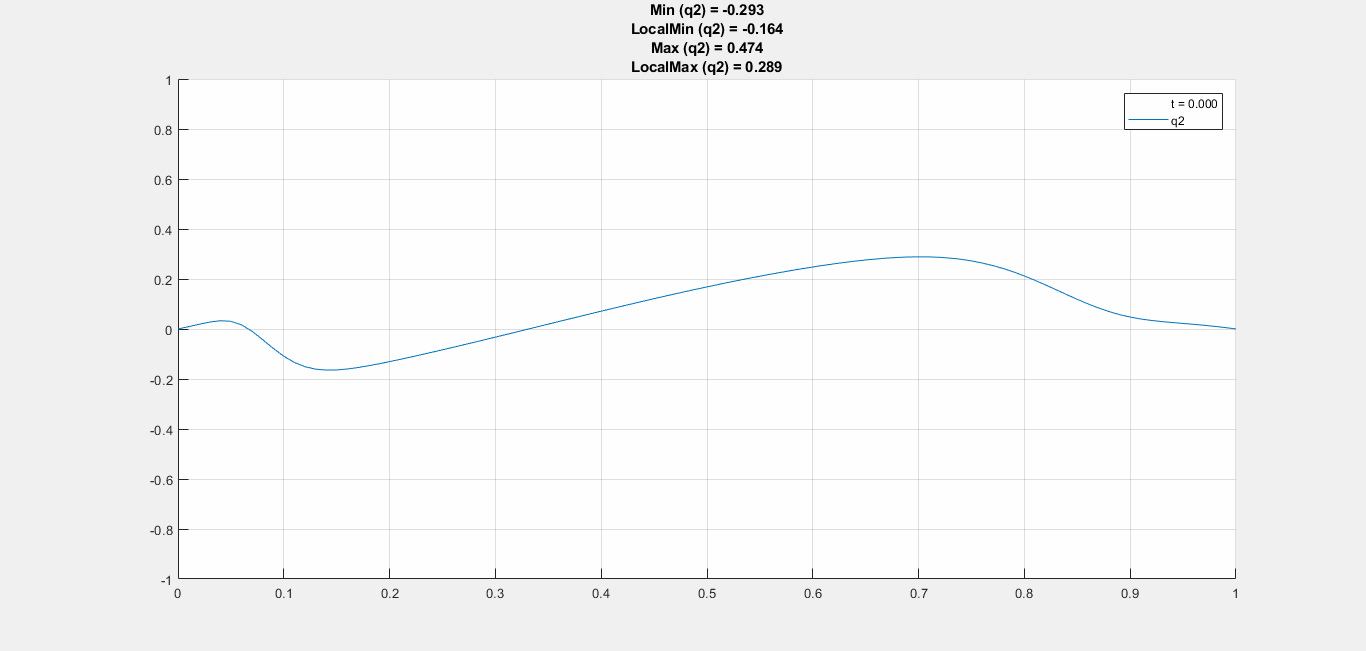 Min (q2) = -0.293
LocalMin (q2) = -0.164
Max (q2) = 0.474
LocalMax (q2) = 0.289
t = 0.000
q2
1
0.8
0.6
0.4
0.2
0
-0.2
-0.4
-0.6
-0.8
-1
0 0.1 0.2 0.3 0.4 0.5 0.6 0.7 0.8 0.9 1